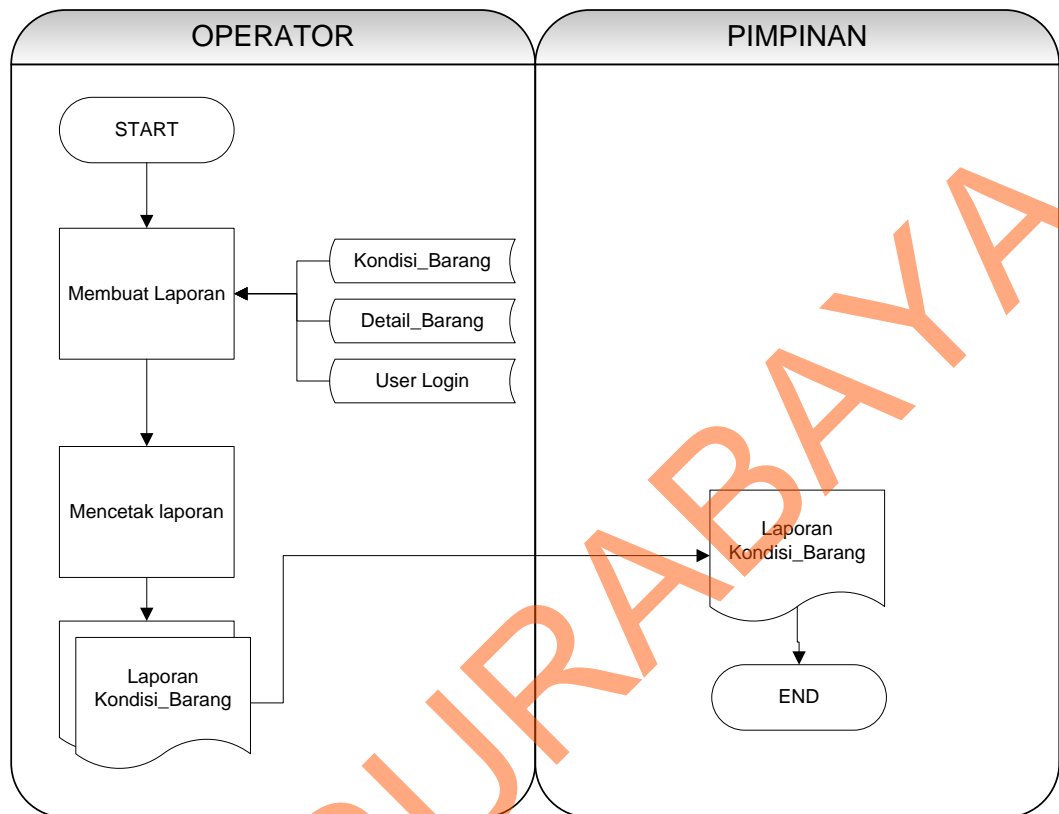 OPERATOR
PIMPINAN
START
Membuat Laporan
Kondisi_Barang
Detail_Barang
User Login
Mencetak laporan
Laporan
Kondisi_Barang
Laporan
Kondisi_Barang
END
SURABAYA